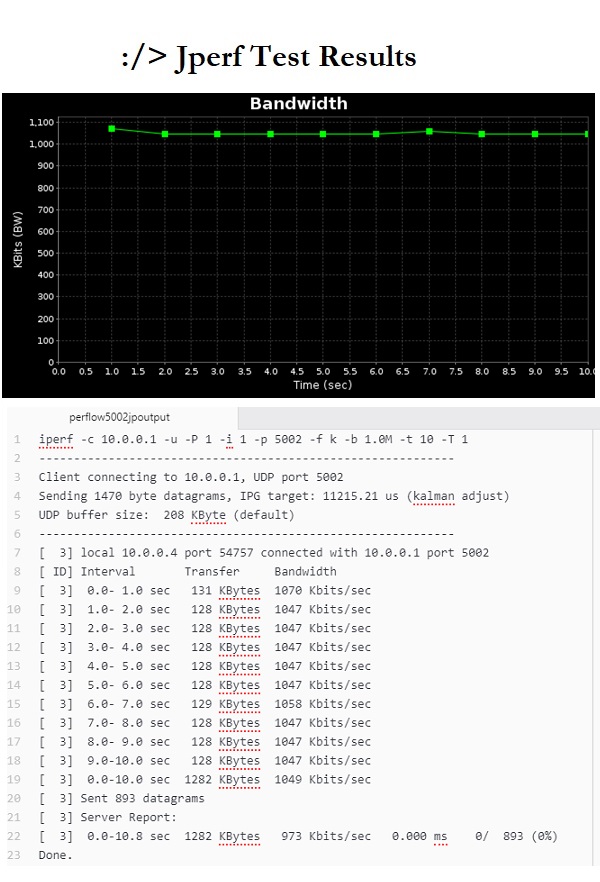 :/> Jperf Test Results
Bandwidth
1,100
1,000
900
800
700
600
500
400
300
200
100
0
KBits (BW)
0.0 0.5 1.0 1.5 2.0 2.5 3.0 3.5 4.0 4.5 5.0 5.5 6.0 6.5 7.0 7.5 8.0 8.5 9.0 9.5 10.0
Time (sec)
perflow5002jpoutput
1 iperf -c 10.0.0.1 -u -P 1 -i 1 -p 5002 -f k -b 1.0M -t 10 -T 1
2 ------------------------------------------------------------
3 Client connecting to 10.0.0.1, UDP port 5002
4 Sending 1470 byte datagrams, IPG target: 11215.21 us (kalman adjust)
5 UDP buffer size:  208 KByte (default)
6 ------------------------------------------------------------
7 [  3] local 10.0.0.4 port 54757 connected with 10.0.0.1 port 5002
8 [ ID] Interval       Transfer     Bandwidth
9 [  3]  0.0- 1.0 sec   131 KBytes  1070 Kbits/sec
10 [  3]  1.0- 2.0 sec   128 KBytes  1047 Kbits/sec
11 [  3]  2.0- 3.0 sec   128 KBytes  1047 Kbits/sec
12 [  3]  3.0- 4.0 sec   128 KBytes  1047 Kbits/sec
13 [  3]  4.0- 5.0 sec   128 KBytes  1047 Kbits/sec
14 [  3]  5.0- 6.0 sec   128 KBytes  1047 Kbits/sec
15 [  3]  6.0- 7.0 sec   129 KBytes  1058 Kbits/sec
16 [  3]  7.0- 8.0 sec   128 KBytes  1047 Kbits/sec
17 [  3]  8.0- 9.0 sec   128 KBytes  1047 Kbits/sec
18 [  3]  9.0-10.0 sec   128 KBytes  1047 Kbits/sec
19 [  3]  0.0-10.0 sec  1282 KBytes  1049 Kbits/sec
20 [  3] Sent 893 datagrams
21 [  3] Server Report:
22 [  3]  0.0-10.8 sec  1282 KBytes   973 Kbits/sec   0.000 ms    0/  893 (0%)
23 Done.